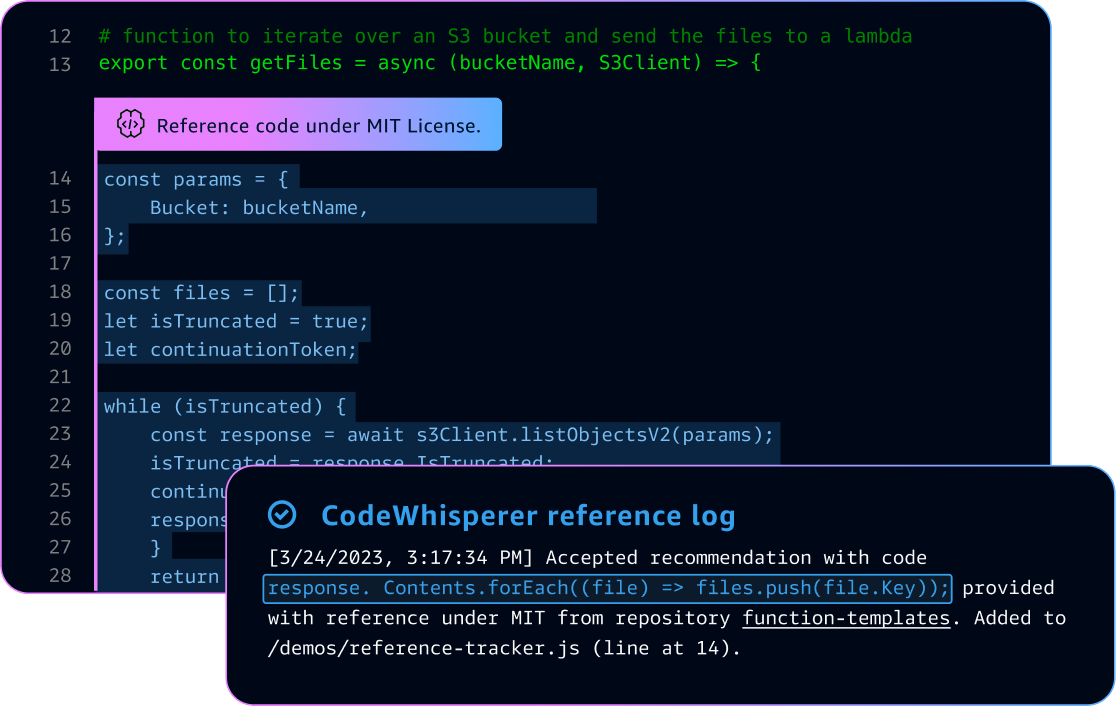 12 # function to iterate over an S3 bucket and send the files to a lambda
13 export const getFiles = async (bucketName, S3Client) => {
Reference code under MIT License.
14 const params = {
15 Bucket: bucketName,
16 };
17
18 const files = [];
19 let isTruncated = true;
20 let continuationToken;
21
22 while (isTruncated) {
23 const response = await s3Client.listObjectsV2(params);
24 isTruncated = response.IsTruncated;
25
26
27 }
28 return
CodeWhisperer reference log
[3/24/2023, 3:17:34 PM] Accepted recommendation with code
response. Contents.forEach((file) => files.push(file.Key)); provided
with reference under MIT from repository function-templates. Added to
/demos/reference-tracker.js (line at 14).